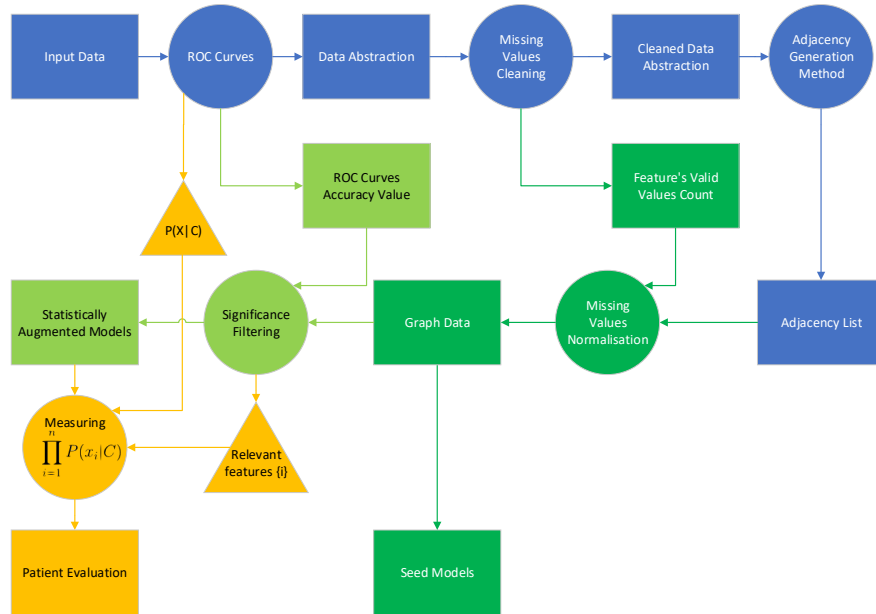 Input Data
ROC Curves
Data Abstraction
Missing
Values
Cleaning
Cleaned Data
Abstraction
Adjacency
Generation
Method
ROC Curves
Accuracy Value
Feature's Valid
Values Count
P(X|C)
Statistically
Augmented Models
Significance
Filtering
Graph Data
Missing
Values
Normalisation
Adjacency List
Measuring
n
∏ P(x_i|C)
i=1
Relevant
features {i}
Patient Evaluation
Seed Models